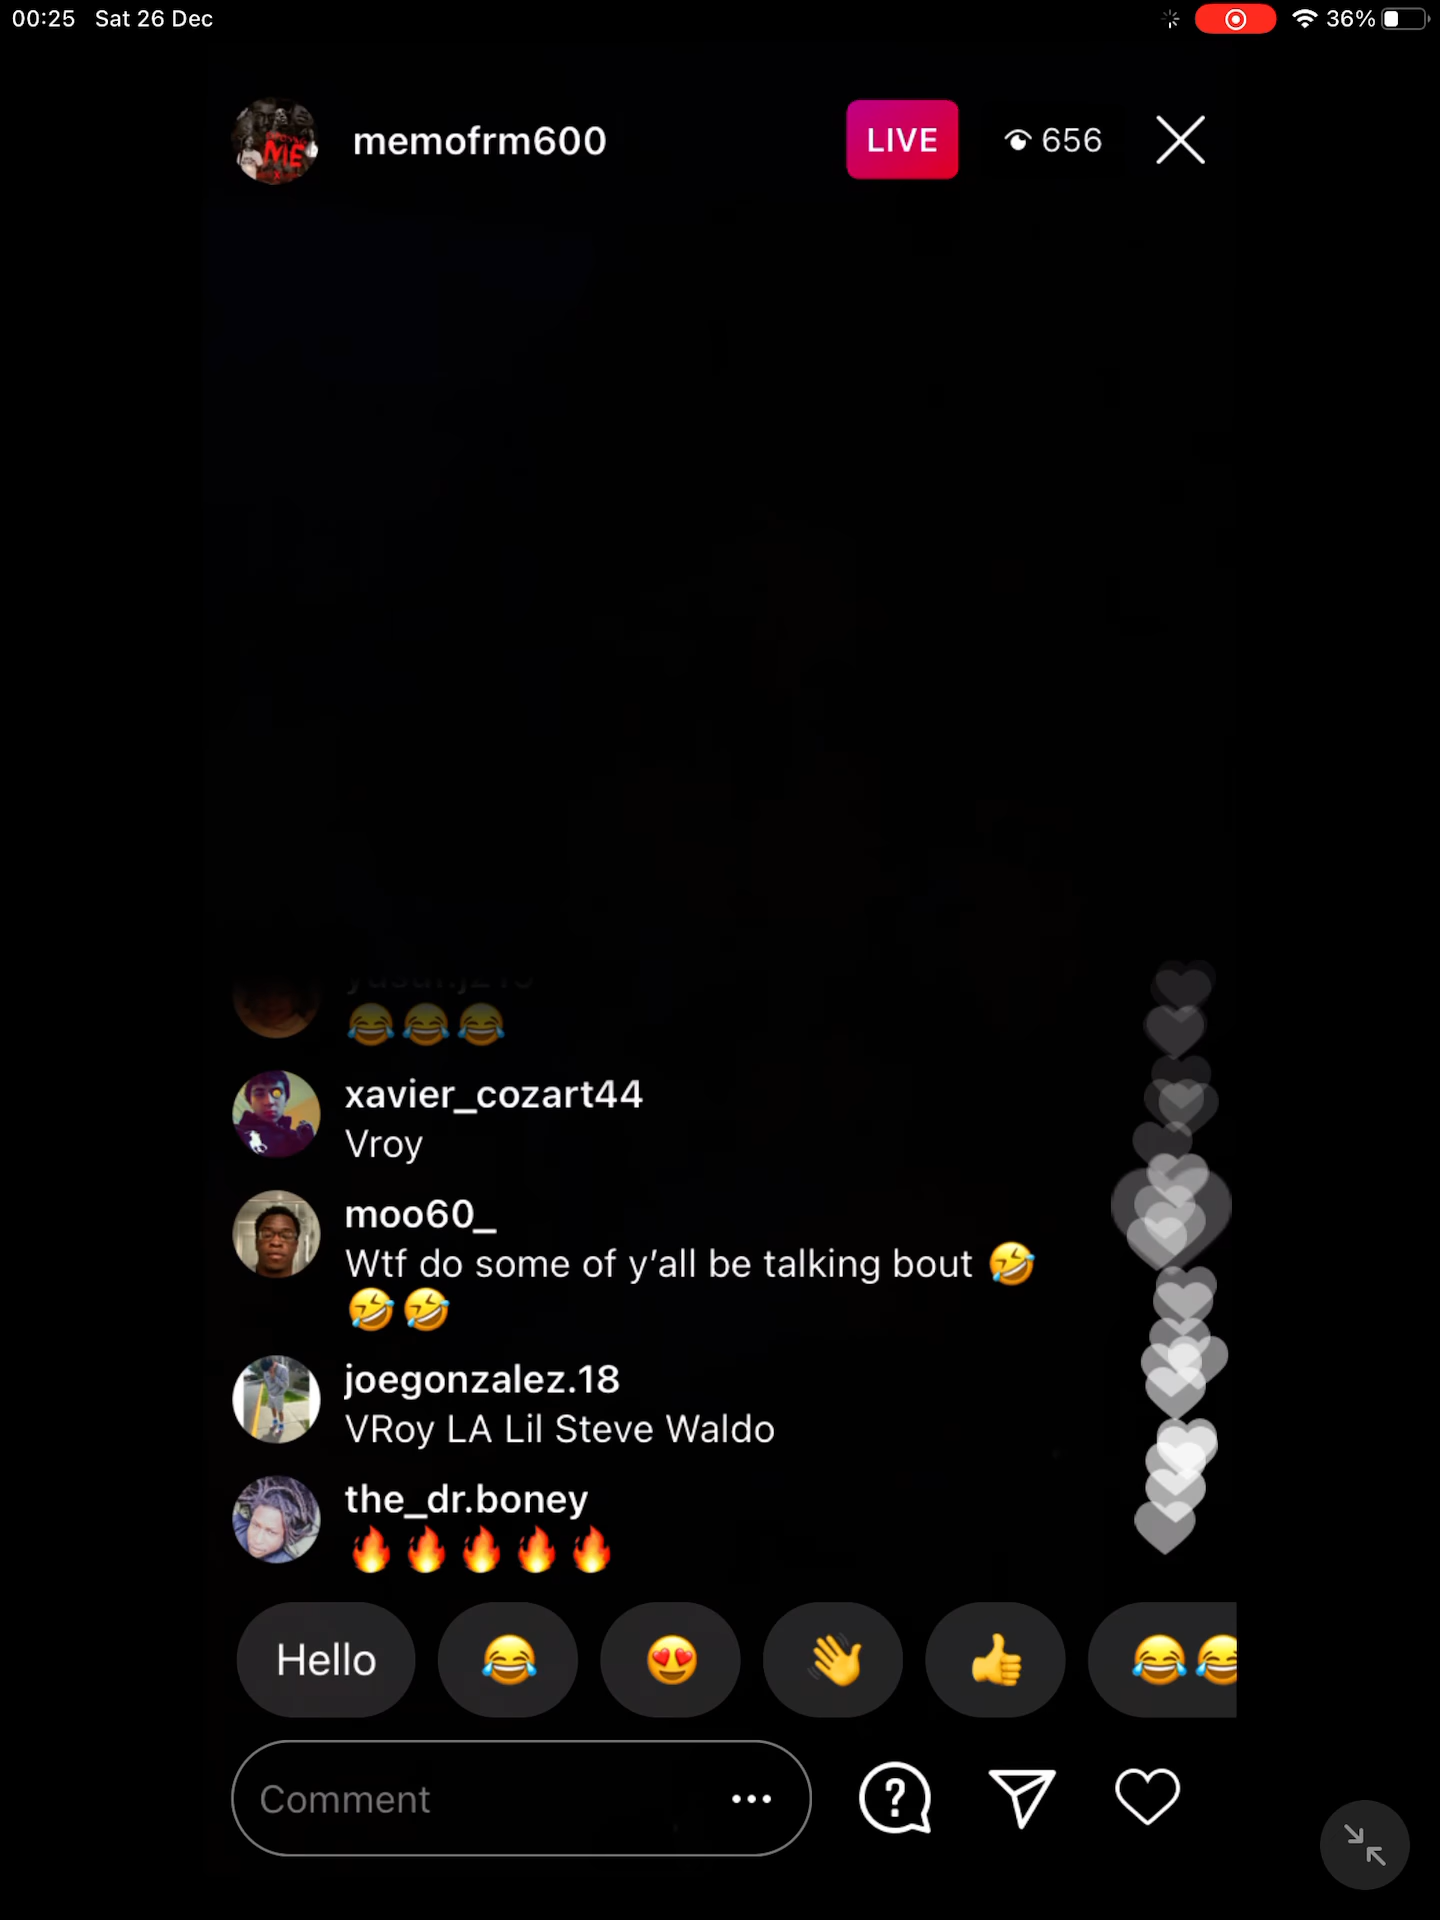 00:25 Sat 26 Dec
36%
ME
memofrm600
LIVE
656
😂😂😂
xavier_cozart44
Vroy
moo60_
Wtf do some of y’all be talking bout 🤣
🤣🤣
joegonzalez.18
VRoy LA Lil Steve Waldo
the_dr.boney
🔥🔥🔥🔥🔥
Hello 😂 😍 👋 👍 😂😂
Comment